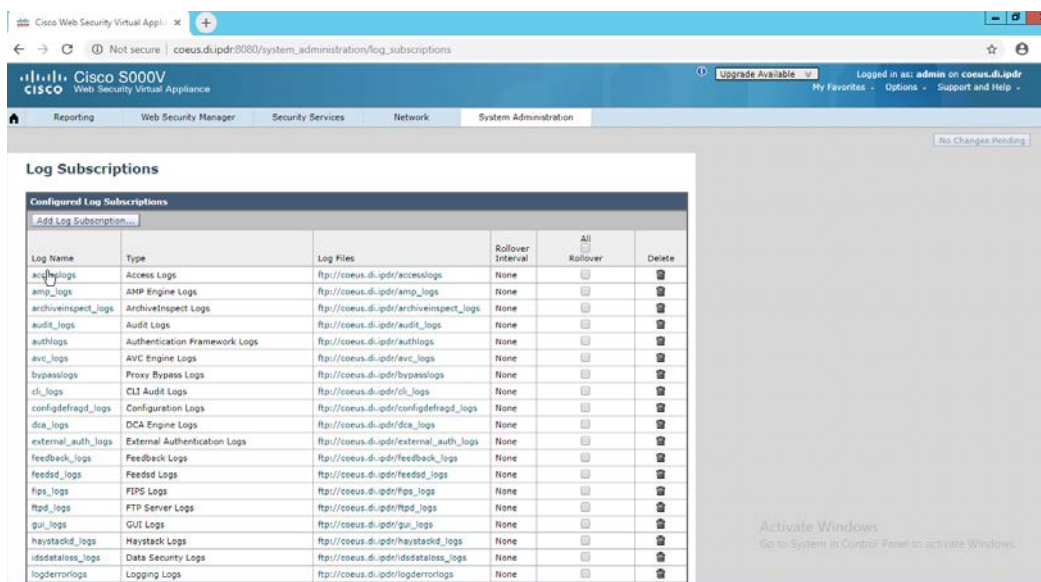 Cisco Web Security Virtual Appli
Not secure | coeus.di.ipdr:8080/system_administration/log_subscriptions
CISCO
Cisco S000V
Web Security Virtual Appliance
Upgrade Available
Logged in as: admin on coeus.di.ipdr
My Favorites Options Support and Help
Reporting Web Security Manager Security Services Network System Administration
No Changes Pending
Log Subscriptions
Configured Log Subscriptions
Add Log Subscription...
Log Name Type Log Files Rollover Interval All Rollover Delete
accesslogs Access Logs ftp://coeus.di.ipdr/accesslogs None
amp_logs AMP Engine Logs ftp://coeus.di.ipdr/amp_logs None
archiveinspect_logs ArchiveInspect Logs ftp://coeus.di.ipdr/archiveinspect_logs None
audit_logs Audit Logs ftp://coeus.di.ipdr/audit_logs None
authlogs Authentication Framework Logs ftp://coeus.di.ipdr/authlogs None
avc_logs AVC Engine Logs ftp://coeus.di.ipdr/avc_logs None
bypasslogs Proxy Bypass Logs ftp://coeus.di.ipdr/bypasslogs None
cli_logs CLI Audit Logs ftp://coeus.di.ipdr/cli_logs None
configdefragd_logs Configuration Logs ftp://coeus.di.ipdr/configdefragd_logs None
dca_logs DCA Engine Logs ftp://coeus.di.ipdr/dca_logs None
external_auth_logs External Authentication Logs ftp://coeus.di.ipdr/external_auth_logs None
feedback_logs Feedback Logs ftp://coeus.di.ipdr/feedback_logs None
feedsd_logs Feedsd Logs ftp://coeus.di.ipdr/feedsd_logs None
fips_logs FIPS Logs ftp://coeus.di.ipdr/fips_logs None
ftpd_logs FTP Server Logs ftp://coeus.di.ipdr/ftpd_logs None
gui_logs GUI Logs ftp://coeus.di.ipdr/gui_logs None
haystackd_logs Haystack Logs ftp://coeus.di.ipdr/haystackd_logs None
idsdataloss_logs Data Security Logs ftp://coeus.di.ipdr/idsdataloss_logs None
logderrorlogs Logging Logs ftp://coeus.di.ipdr/logderrorlogs None
Activate Windows
Go to System in Control Panel to activate Windows.